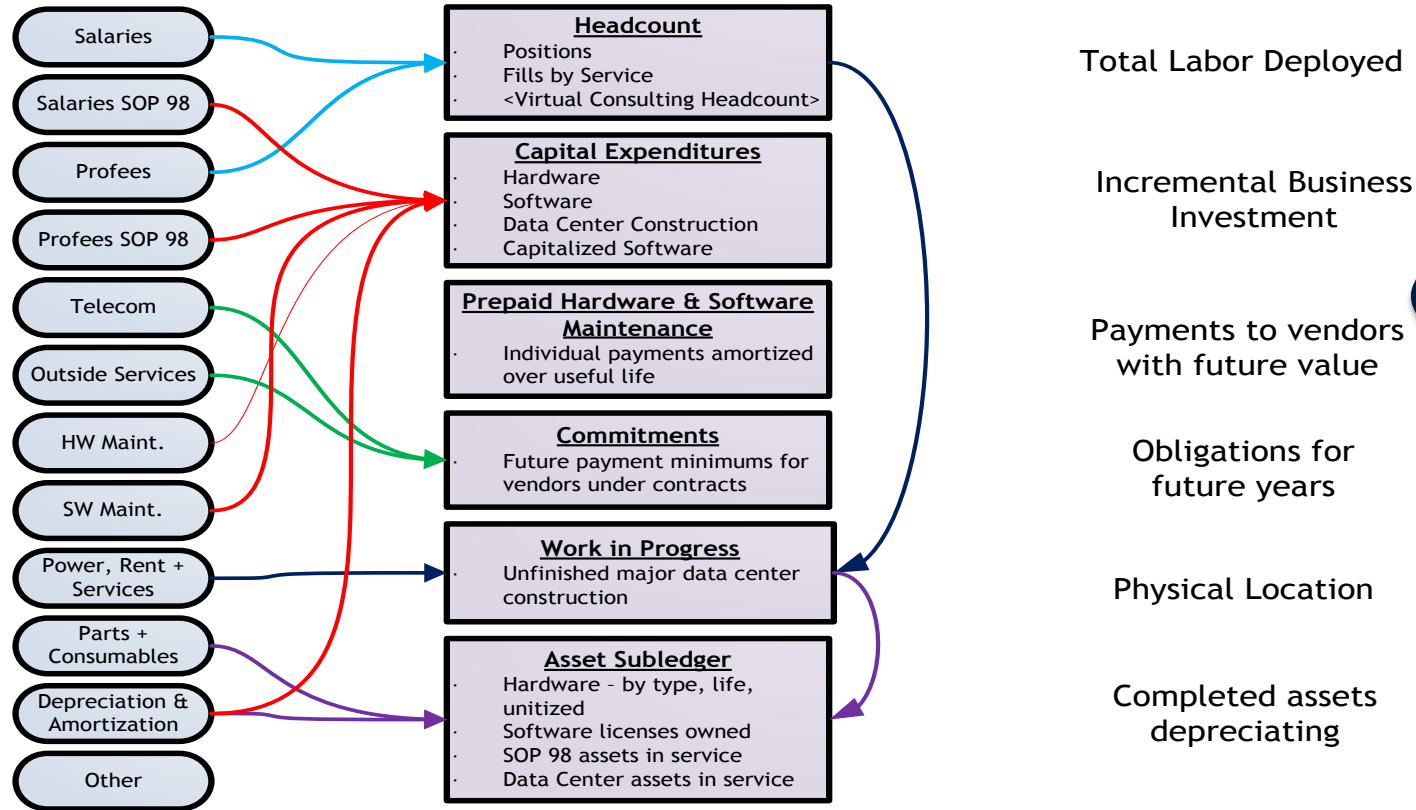 Salaries
Salaries SOP 98
Profees
Profees SOP 98
Telecom
Outside Services
HW Maint.
SW Maint.
Power, Rent +
Services
Parts +
Consumables
Depreciation &
Amortization
Other
Headcount
· Positions
· Fills by Service
· <Virtual Consulting Headcount>
Capital Expenditures
· Hardware
· Software
· Data Center Construction
· Capitalized Software
Prepaid Hardware & Software
Maintenance
· Individual payments amortized
over useful life
Commitments
· Future payment minimums for
vendors under contracts
Work in Progress
· Unfinished major data center
construction
Asset Subledger
· Hardware – by type, life,
unitized
· Software licenses owned
· SOP 98 assets in service
· Data Center assets in service
Total Labor Deployed
Incremental Business
Investment
Payments to vendors
with future value
Obligations for
future years
Physical Location
Completed assets
depreciating